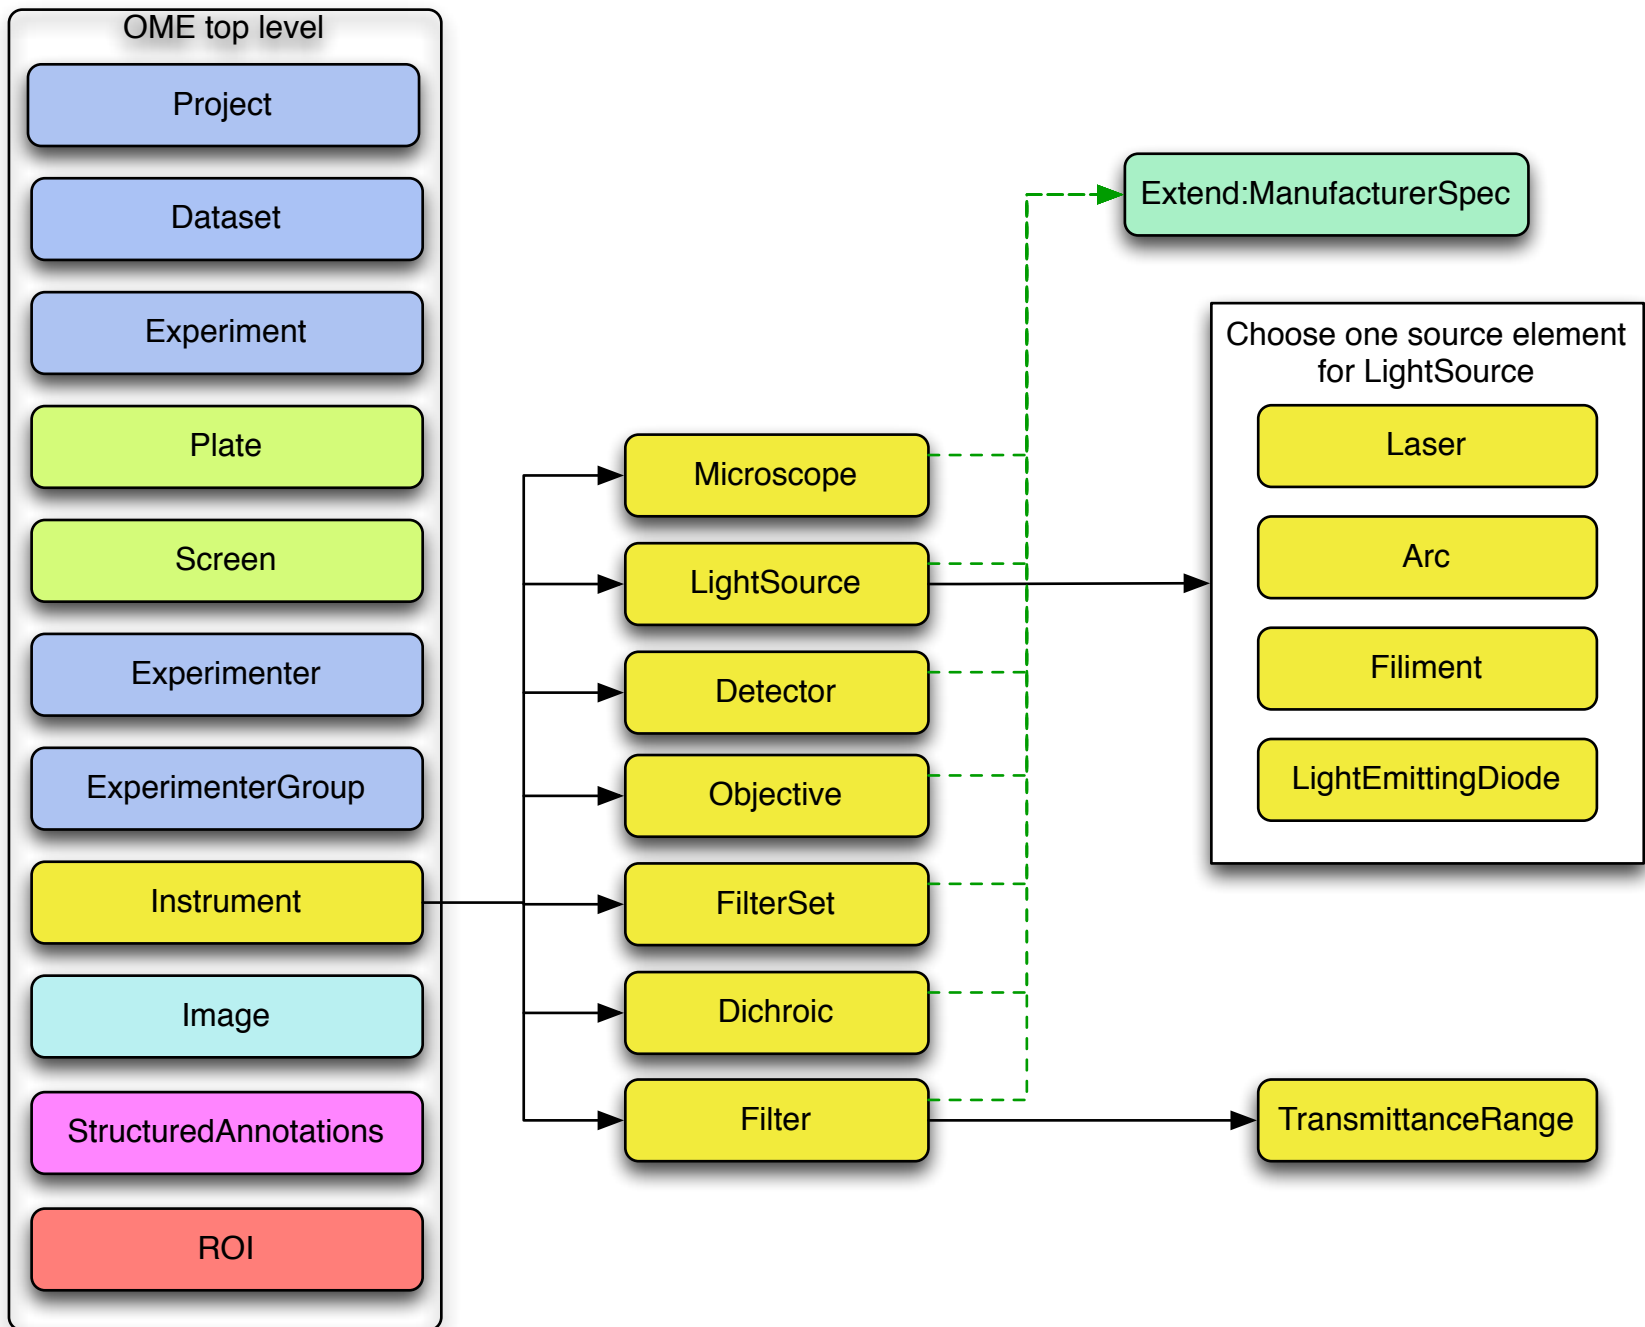 OME top level
Project
Dataset
Experiment
Plate
Screen
Experimenter
ExperimenterGroup
Instrument
Image
StructuredAnnotations
ROI
Microscope
LightSource
Detector
Objective
FilterSet
Dichroic
Filter
Extend:ManufacturerSpec
Choose one source element
for LightSource
Laser
Arc
Filiment
LightEmittingDiode
TransmittanceRange